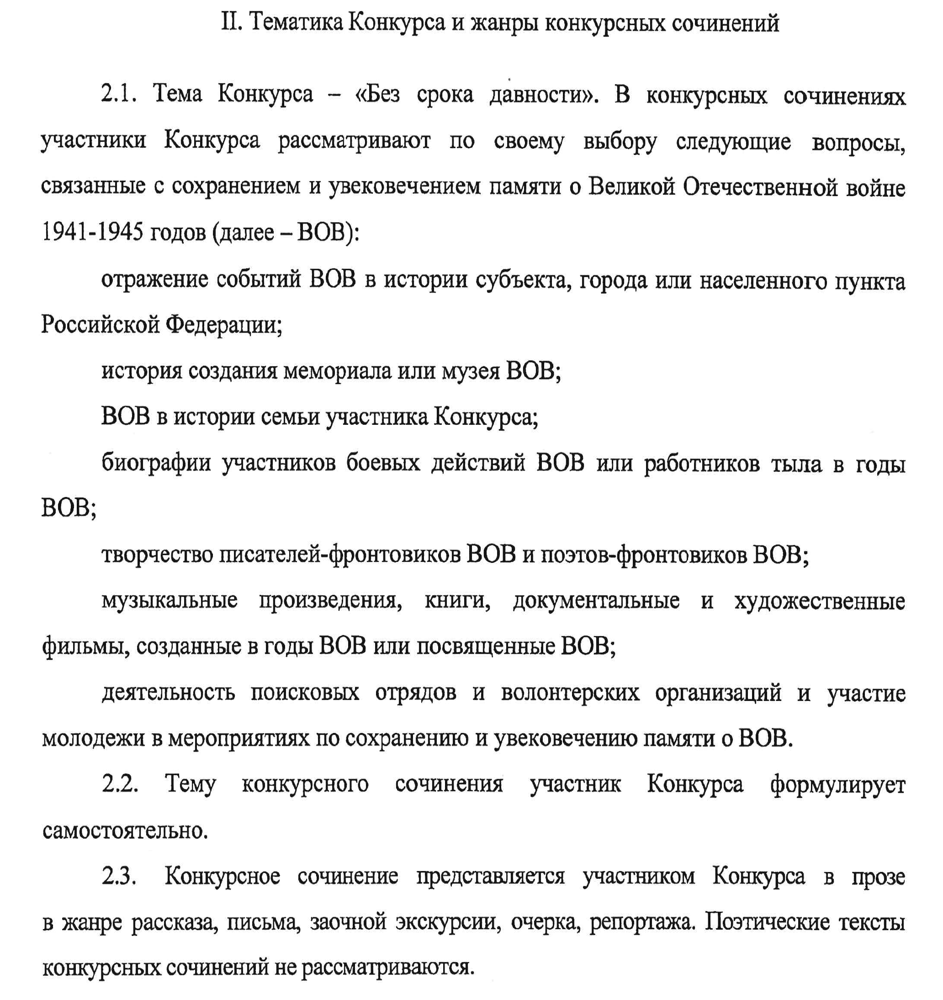 II. Тематика Конкурса и жанры конкурсных сочинений
2.1. Тема Конкурса – «Без срока давности». В конкурсных сочинениях
участники Конкурса рассматривают по своему выбору следующие вопросы,
связанные с сохранением и увековечением памяти о Великой Отечественной войне
1941-1945 годов (далее – ВОВ):
отражение событий ВОВ в истории субъекта, города или населенного пункта
Российской Федерации;
история создания мемориала или музея ВОВ;
ВОВ в истории семьи участника Конкурса;
биографии участников боевых действий ВОВ или работников тыла в годы
ВОВ;
творчество писателей-фронтовиков ВОВ и поэтов-фронтовиков ВОВ;
музыкальные произведения, книги, документальные и художественные
фильмы, созданные в годы ВОВ или посвященные ВОВ;
деятельность поисковых отрядов и волонтерских организаций и участие
молодежи в мероприятиях по сохранению и увековечению памяти о ВОВ.
2.2. Тему конкурсного сочинения участник Конкурса формулирует
самостоятельно.
2.3. Конкурсное сочинение представляется участником Конкурса в прозе
в жанре рассказа, письма, заочной экскурсии, очерка, репортажа. Поэтические тексты
конкурсных сочинений не рассматриваются.